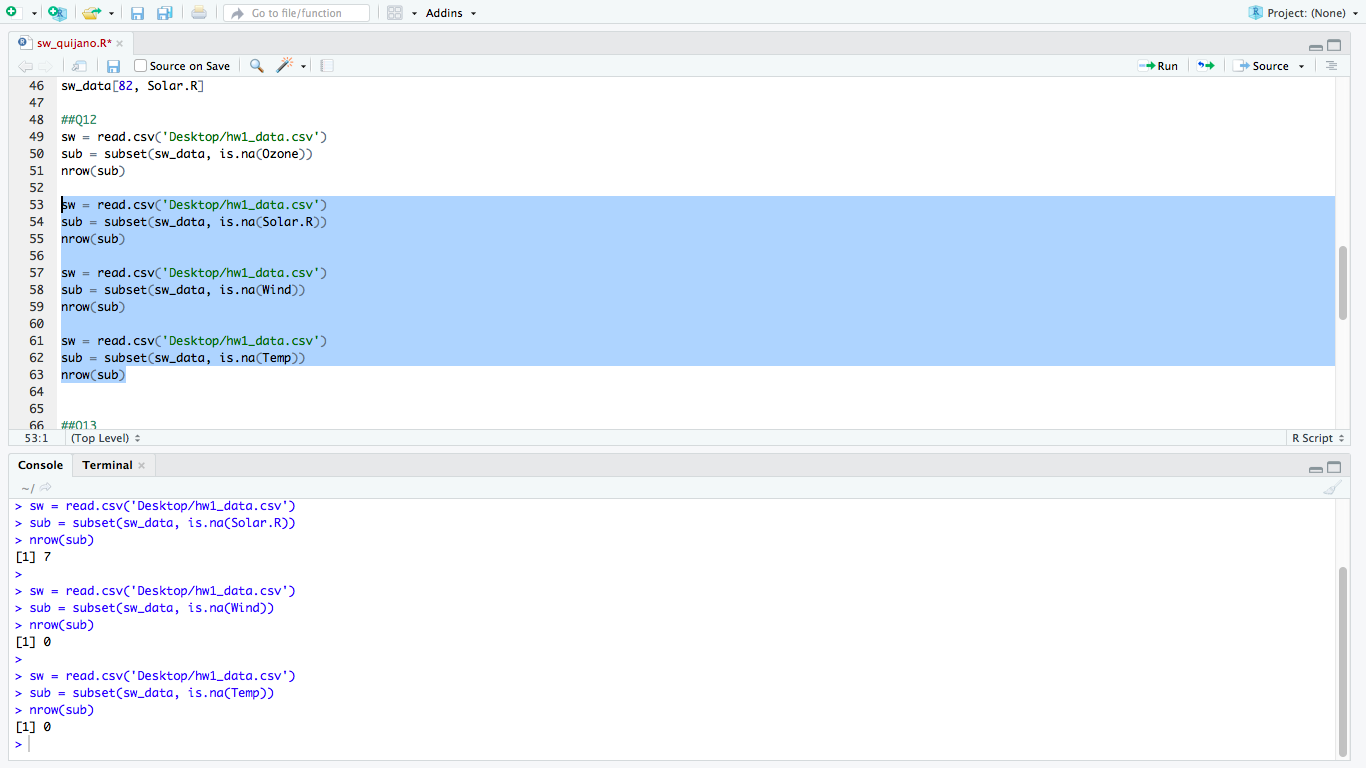 Go to file/function
Addins
Project: (None)
sw_quijano.R*
Source on Save
Run
Source
46 sw_data[82, Solar.R]
47
48 ##Q12
49 sw = read.csv('Desktop/hw1_data.csv')
50 sub = subset(sw_data, is.na(Ozone))
51 nrow(sub)
52
53 sw = read.csv('Desktop/hw1_data.csv')
54 sub = subset(sw_data, is.na(Solar.R))
55 nrow(sub)
56
57 sw = read.csv('Desktop/hw1_data.csv')
58 sub = subset(sw_data, is.na(Wind))
59 nrow(sub)
60
61 sw = read.csv('Desktop/hw1_data.csv')
62 sub = subset(sw_data, is.na(Temp))
63 nrow(sub)
64
65
66 ##Q13
53:1 (Top Level) R Script
Console Terminal
~/
> sw = read.csv('Desktop/hw1_data.csv')
> sub = subset(sw_data, is.na(Solar.R))
> nrow(sub)
[1] 7
>
> sw = read.csv('Desktop/hw1_data.csv')
> sub = subset(sw_data, is.na(Wind))
> nrow(sub)
[1] 0
>
> sw = read.csv('Desktop/hw1_data.csv')
> sub = subset(sw_data, is.na(Temp))
> nrow(sub)
[1] 0
>